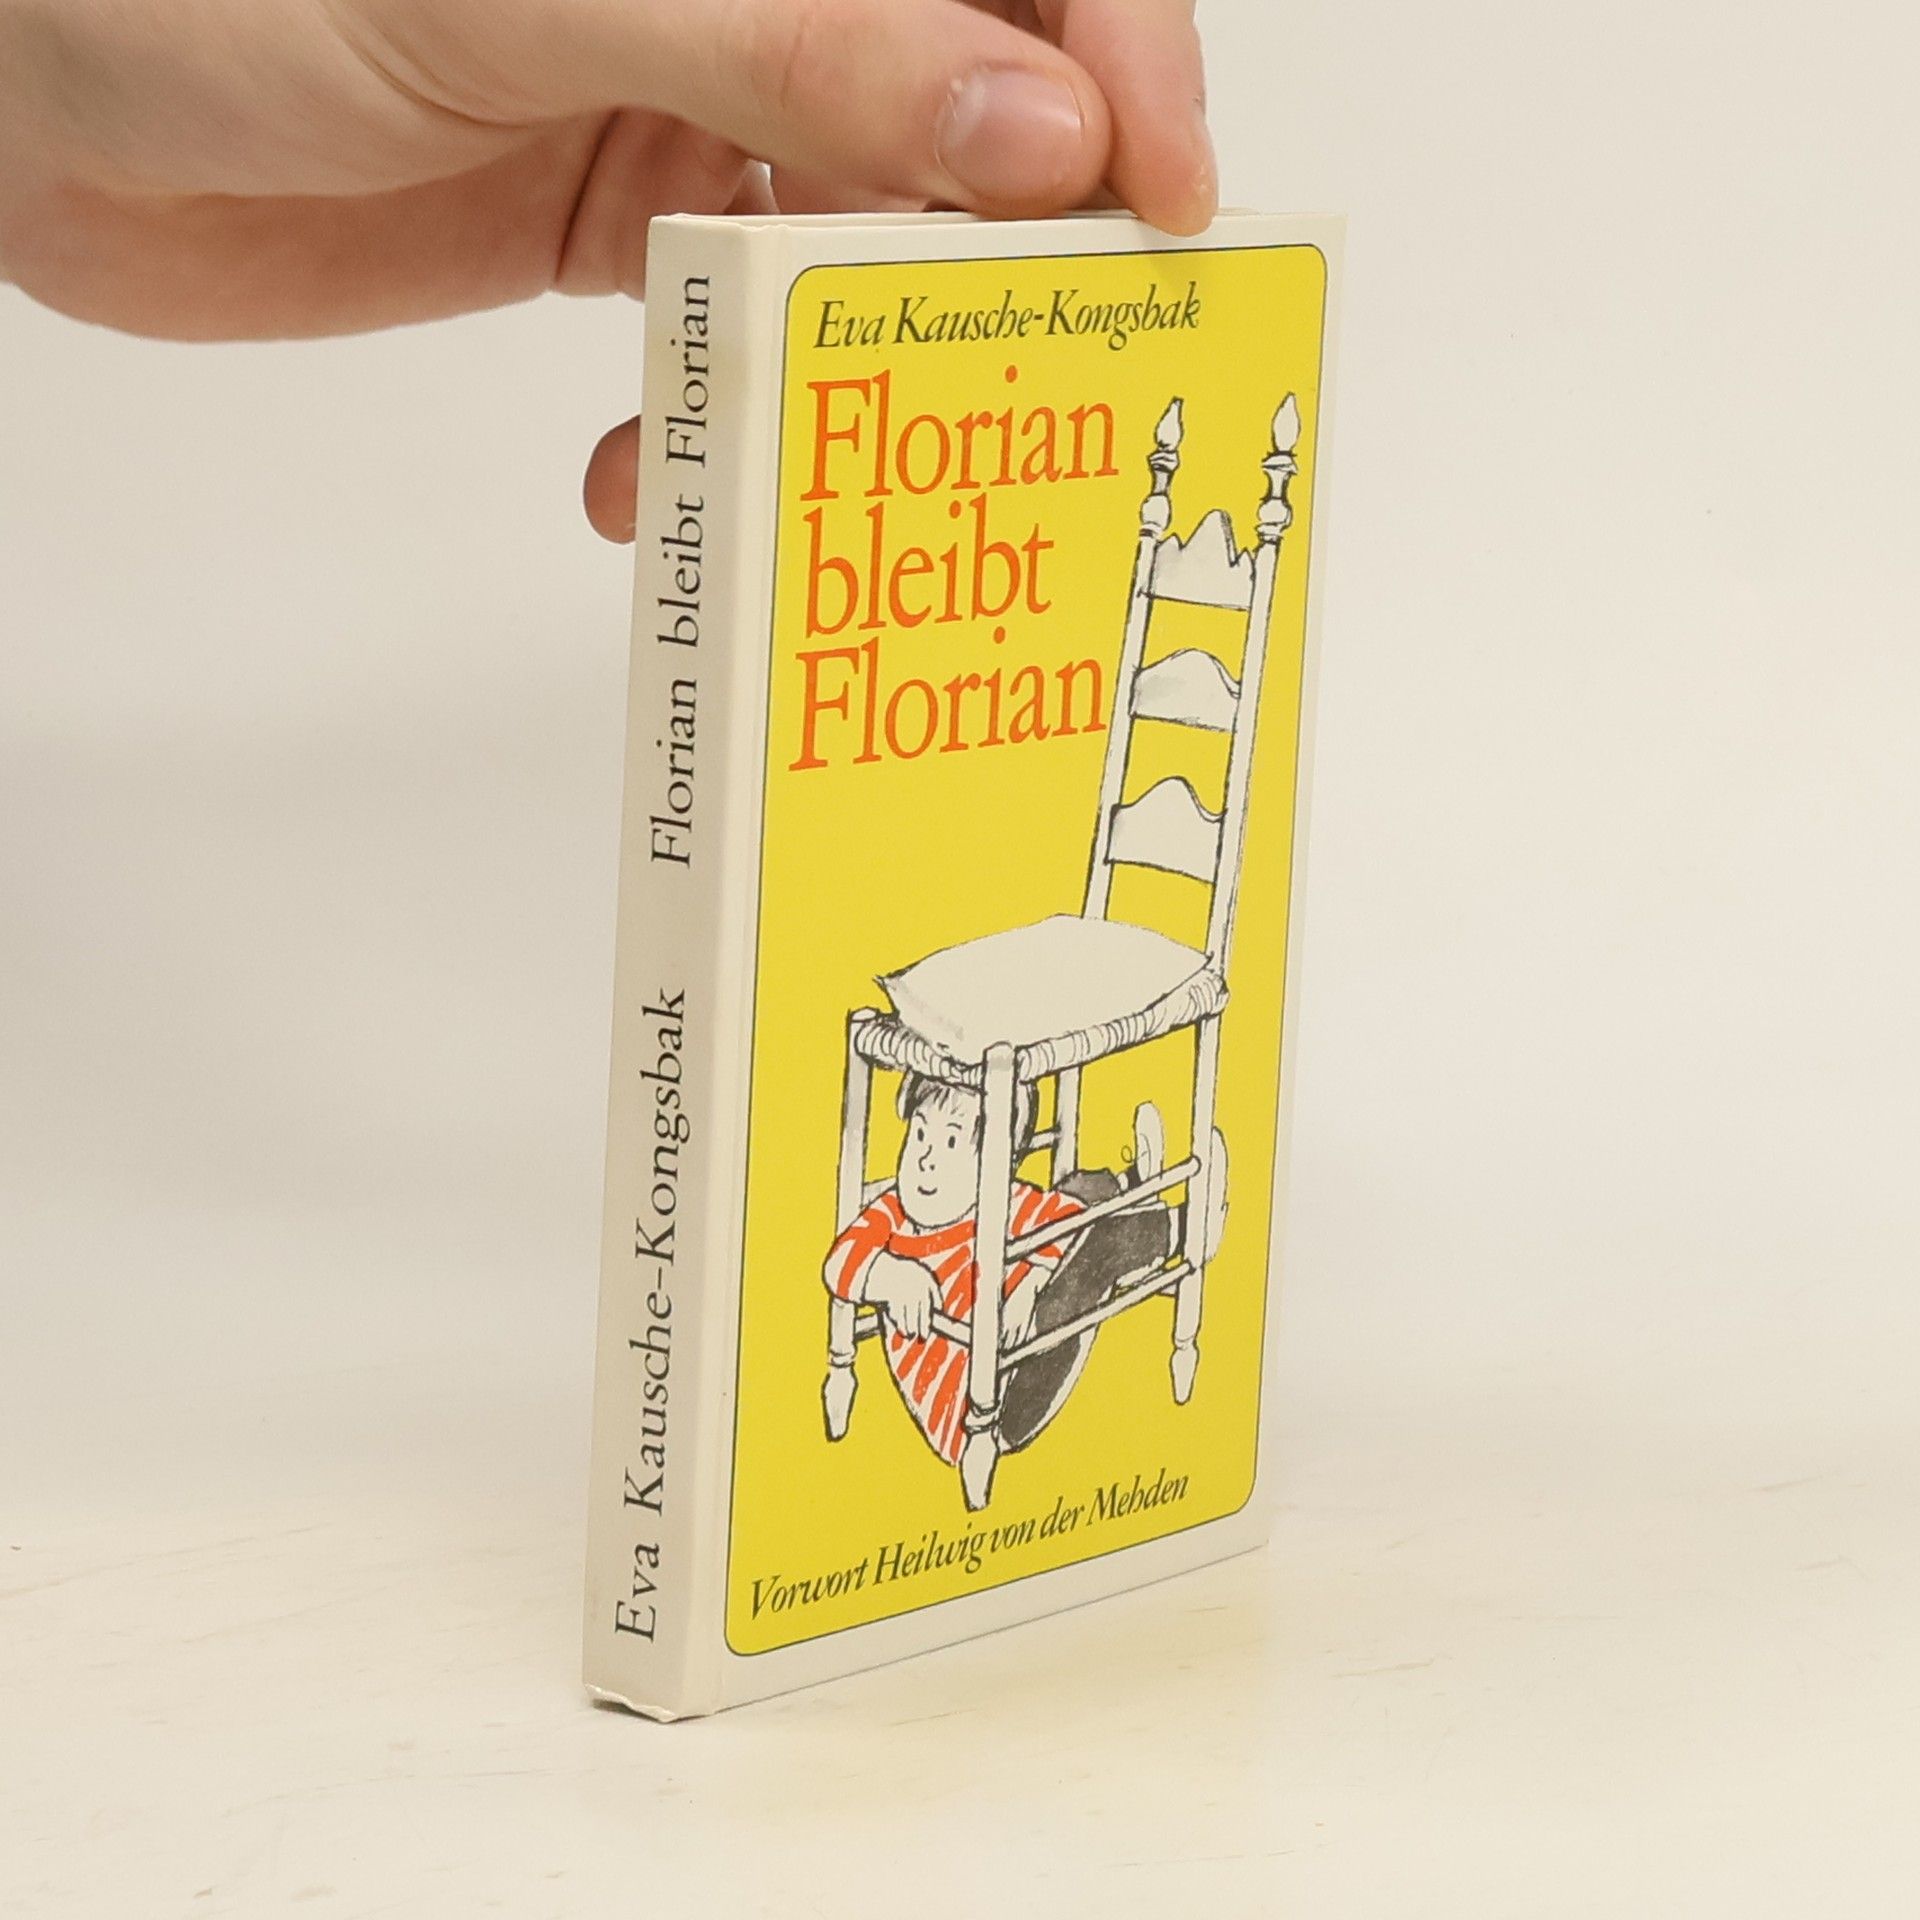 Eva Kausche-Kongsbak Florian bleibt Florian
Eva Kausche-Kongsbak
Florian
bleibt
Florian
Vorwort Heilwig von der Mehden